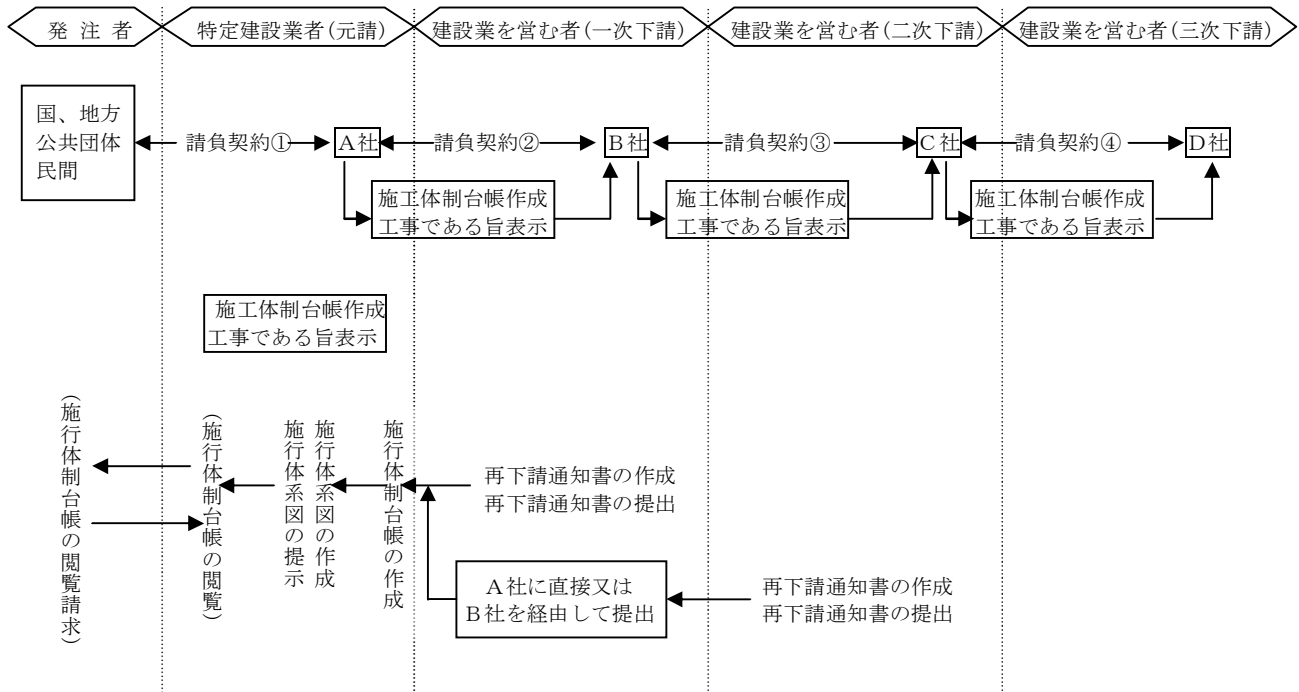 発 注 者
特定建設業者(元請)
建設業を営む者(一次下請)
建設業を営む者(二次下請)
建設業を営む者(三次下請)
国、地方
公共団体
民間
請負契約①
A社
請負契約②
B社
請負契約③
C社
請負契約④
D社
施工体制台帳作成
工事である旨表示
施工体制台帳作成
工事である旨表示
施工体制台帳作成
工事である旨表示
施工体制台帳作成
工事である旨表示
(施行体制台帳の閲覧請求)
(施行体制台帳の閲覧)
施行体系図の提示
施行体系図の作成
施行体制台帳の作成
再下請通知書の作成
再下請通知書の提出
A社に直接又は
B社を経由して提出
再下請通知書の作成
再下請通知書の提出